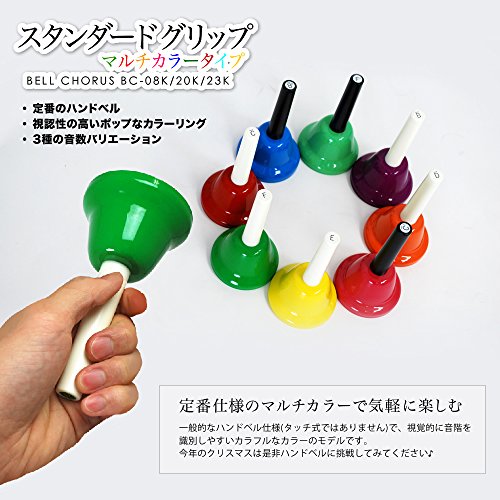 スタンダードグリップ
マルチカラータイプ
BELL CHORUS BC-08K/20K/23K
• 定番のハンドベル
• 視認性の高いポップなカラーリング
• 3種の音数バリエーション
定番仕様のマルチカラーで気軽に楽しむ
一般的なハンドベル仕様(タッチ式ではありません)で、視覚的に音階を
識別しやすいカラフルなカラーのモデルです。
今年のクリスマスは是非ハンドベルに挑戦してみてください♪